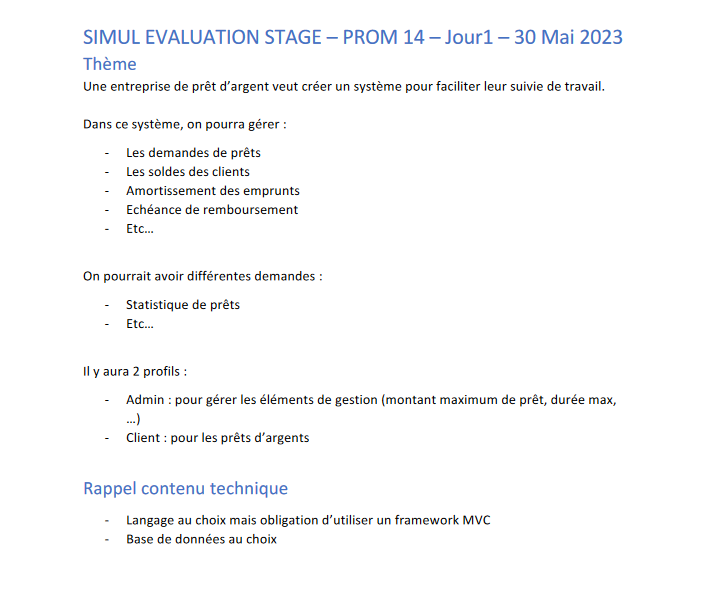 SIMUL EVALUATION STAGE – PROM 14 – Jour1 – 30 Mai 2023
Thème
Une entreprise de prêt d’argent veut créer un système pour faciliter leur suivie de travail.
Dans ce système, on pourra gérer :
- Les demandes de prêts
- Les soldes des clients
- Amortissement des emprunts
- Echéance de remboursement
- Etc…
On pourrait avoir différentes demandes :
- Statistique de prêts
- Etc…
Il y aura 2 profils :
- Admin : pour gérer les éléments de gestion (montant maximum de prêt, durée max,
…)
- Client : pour les prêts d’argents
Rappel contenu technique
- Langage au choix mais obligation d’utiliser un framework MVC
- Base de données au choix